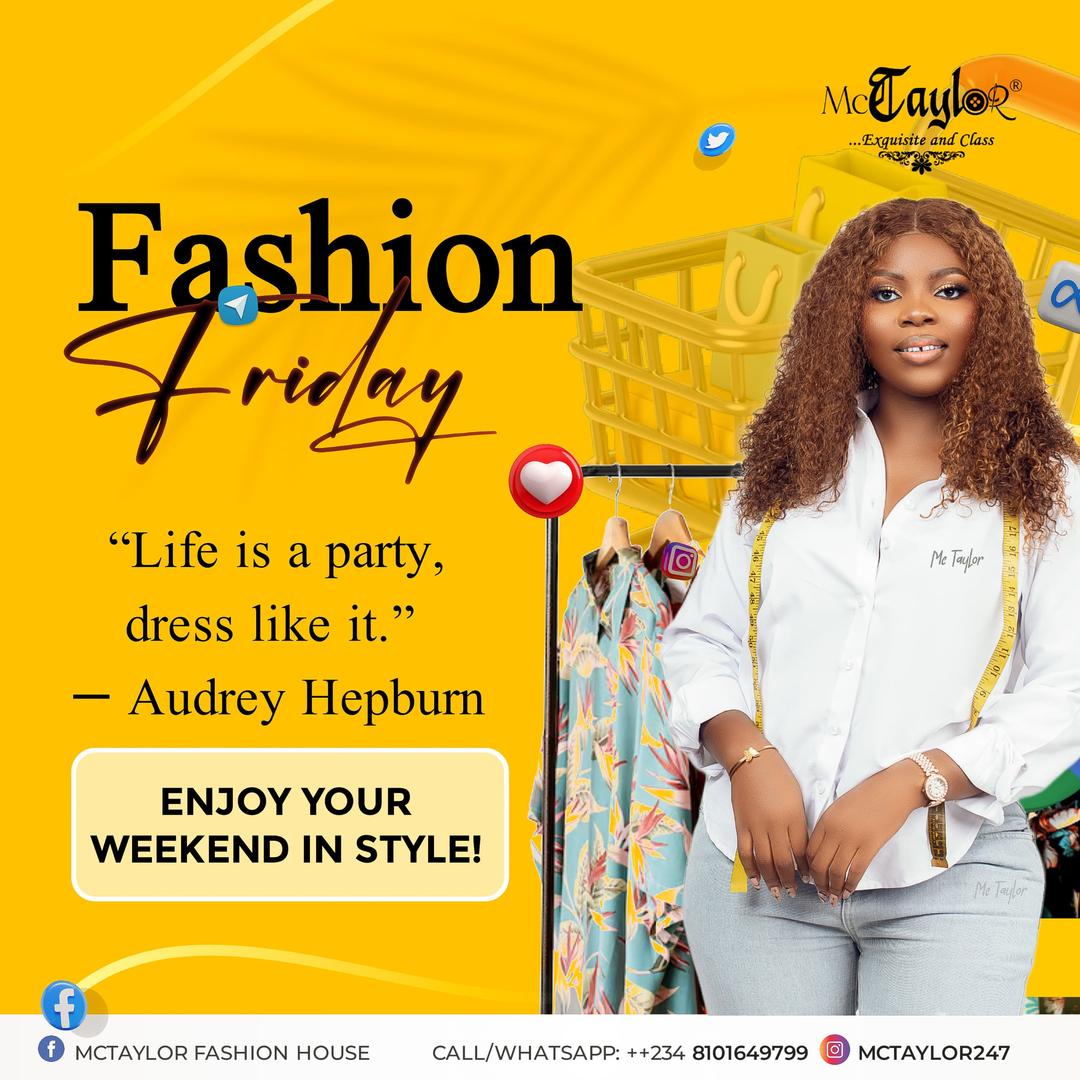 McTayloR®
...Exquisite and Class
Fashion
Friday
“Life is a party,
dress like it.”
— Audrey Hepburn
ENJOY YOUR
WEEKEND IN STYLE!
Mc Taylor
Mc Taylor
MCTAYLOR FASHION HOUSE
CALL/WHATSAPP: ++234 8101649799
MCTAYLOR247